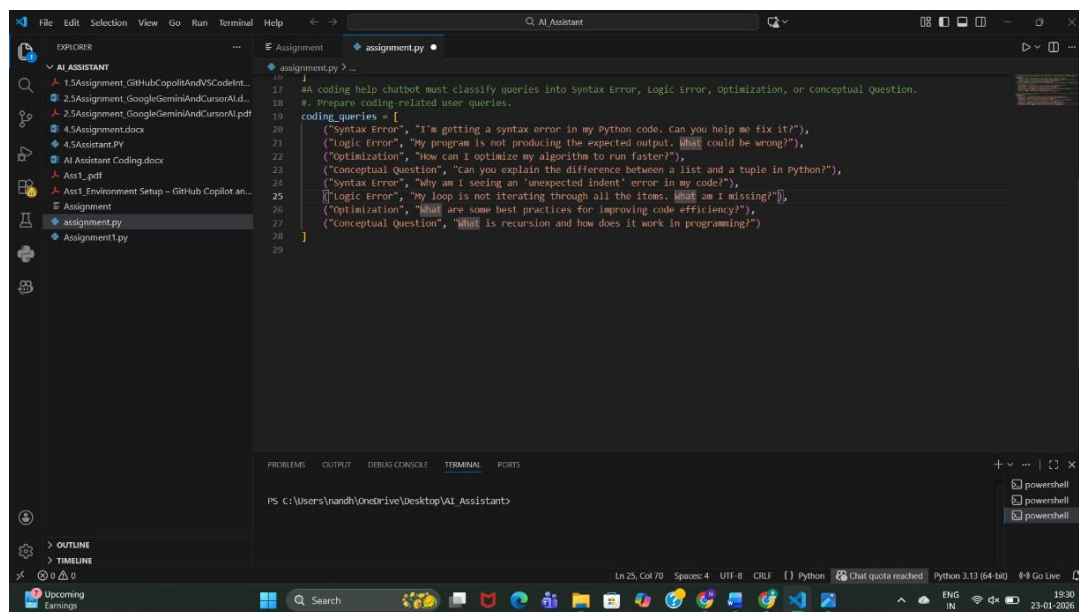 File Edit Selection View Go Run Terminal Help
AI_Assistant
EXPLORER
AI_ASSISTANT
1.5Assignment_GitHubCopolitAndVSCodeInt...
2.5Assignment_GoogleGeminiAndCursorAI.d...
2.5Assignment_GoogleGeminiAndCursorAI.pdf
4.5Assignment.docx
4.5Assistant.PY
AI Assistant Coding.docx
Ass1_.pdf
Ass1_Environment Setup – GitHub Copilot an...
Assignment
assignment.py
Assignment1.py
OUTLINE
TIMELINE
Assignment
assignment.py
assignment.py > ...
16 ]
17 #A coding help chatbot must classify queries into Syntax Error, Logic Error, Optimization, or Conceptual Question.
18 #. Prepare coding-related user queries.
19 coding_queries = [
20 ("Syntax Error", "I'm getting a syntax error in my Python code. Can you help me fix it?"),
21 ("Logic Error", "My program is not producing the expected output. What could be wrong?"),
22 ("Optimization", "How can I optimize my algorithm to run faster?"),
23 ("Conceptual Question", "Can you explain the difference between a list and a tuple in Python?"),
24 ("Syntax Error", "Why am I seeing an 'unexpected indent' error in my code?"),
25 ("Logic Error", "My loop is not iterating through all the items. What am I missing?"),
26 ("Optimization", "What are some best practices for improving code efficiency?"),
27 ("Conceptual Question", "What is recursion and how does it work in programming?")
28 ]
29
PROBLEMS OUTPUT DEBUG CONSOLE TERMINAL PORTS
PS C:\Users\nandh\OneDrive\Desktop\AI_Assistant>
powershell
powershell
powershell
0 0
Ln 25, Col 70 Spaces: 4 UTF-8 CRLF {} Python Chat quota reached Python 3.13 (64-bit) Go Live
7 Upcoming
Earnings
Search
ENG
IN
19:30
23-01-2026